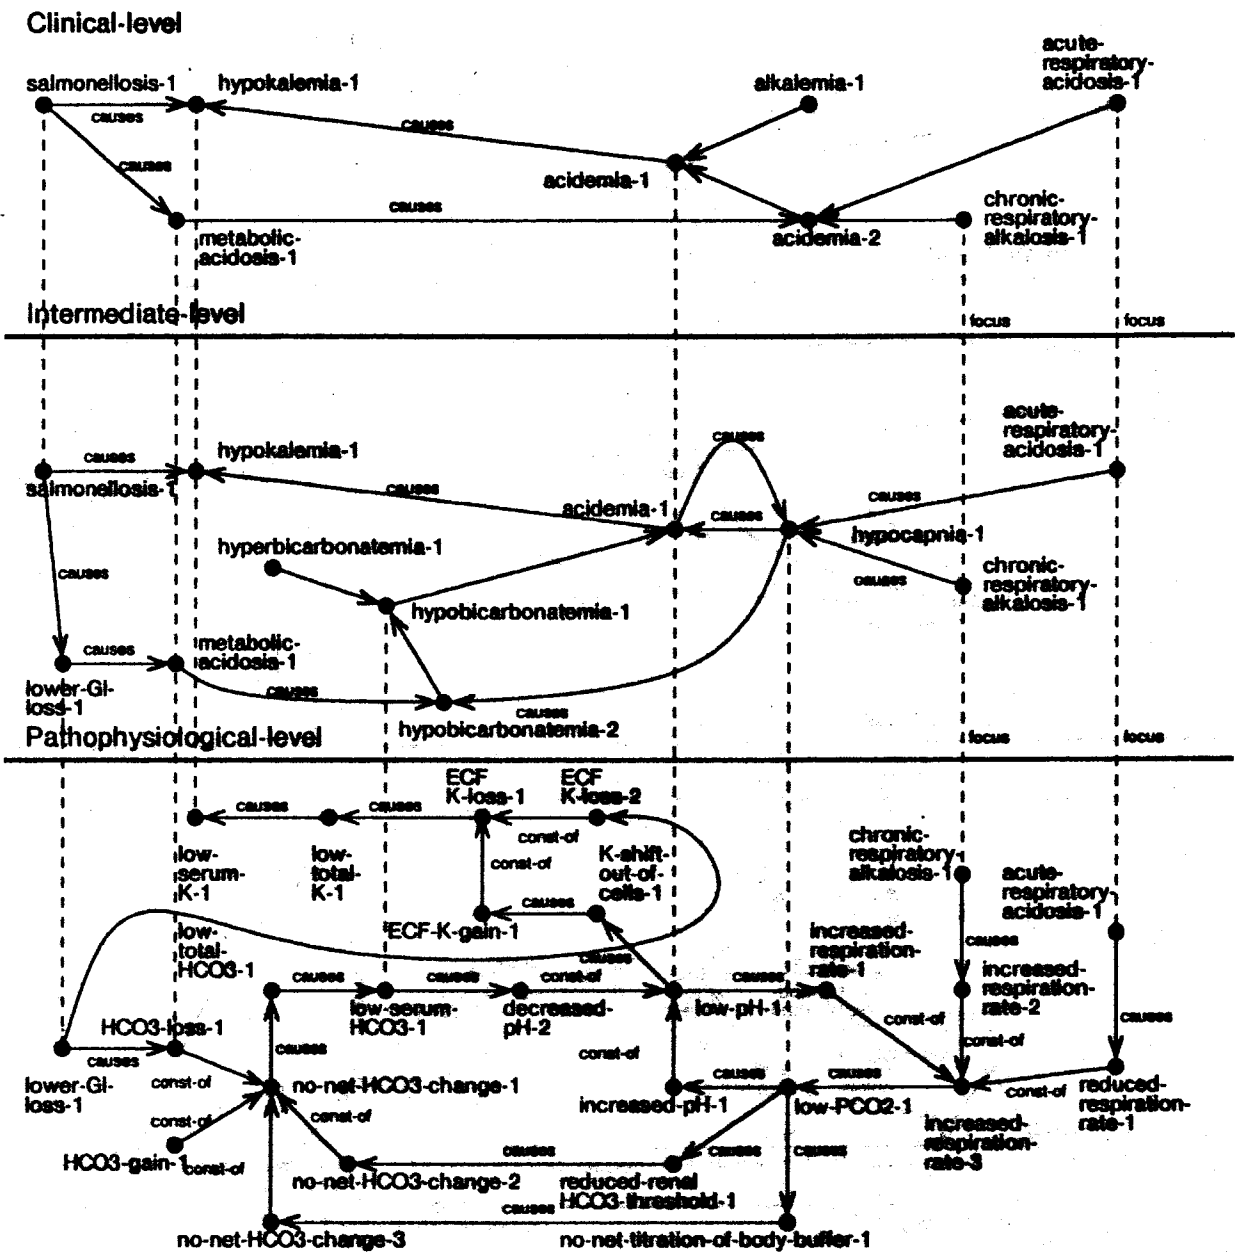 Clinical-level
salmonellosis-1
hypokalemia-1
alkalemia-1
acute-
respiratory-
acidosis-1
causes
causes
causes
acidemia-1
causes
metabolic-
acidosis-1
acidemia-2
chronic-
respiratory-
alkalosis-1
Intermediate-level
focus
focus
causes
hypokalemia-1
salmonellosis-1
causes
causes
acute-
respiratory-
acidosis-1
causes
acidemia-1
causes
hypocapnia-1
hyperbicarbonatemia-1
causes
causes
chronic-
respiratory-
alkalosis-1
hypobicarbonatemia-1
causes
metabolic-
acidosis-1
lower-GI-
loss-1
causes
causes
hypobicarbonatemia-2
Pathophysiological-level
focus
focus
ECF
K-loss-1
ECF
K-loss-2
causes
causes
const-of
const-of
low-
serum-
K-1
low-
total-
K-1
K-shift-
out-of-
cells-1
chronic-
respiratory-
alkalosis-1
acute-
respiratory-
acidosis-1
causes
ECF-K-gain-1
low-
total-
HCO3-1
causes
increased-
respiration-
rate-1
causes
increased-
respiration-
rate-2
causes
causes
const-of
causes
low-serum-
HCO3-1
decreased-
pH-2
low-pH-1
HCO3-loss-1
const-of
causes
causes
causes
const-of
const-of
lower-GI-
loss-1
const-of
no-net-HCO3-change-1
causes
causes
const-of
increased-pH-1
low-PCO2-1
reduced-
respiration-
rate-1
increased-
respiration-
rate-3
const-of
const-of
HCO3-gain-1
const-of
causes
causes
causes
no-net-HCO3-change-2
reduced-renal
HCO3-threshold-1
causes
no-net-HCO3-change-3
no-net-titration-of-body-buffer-1